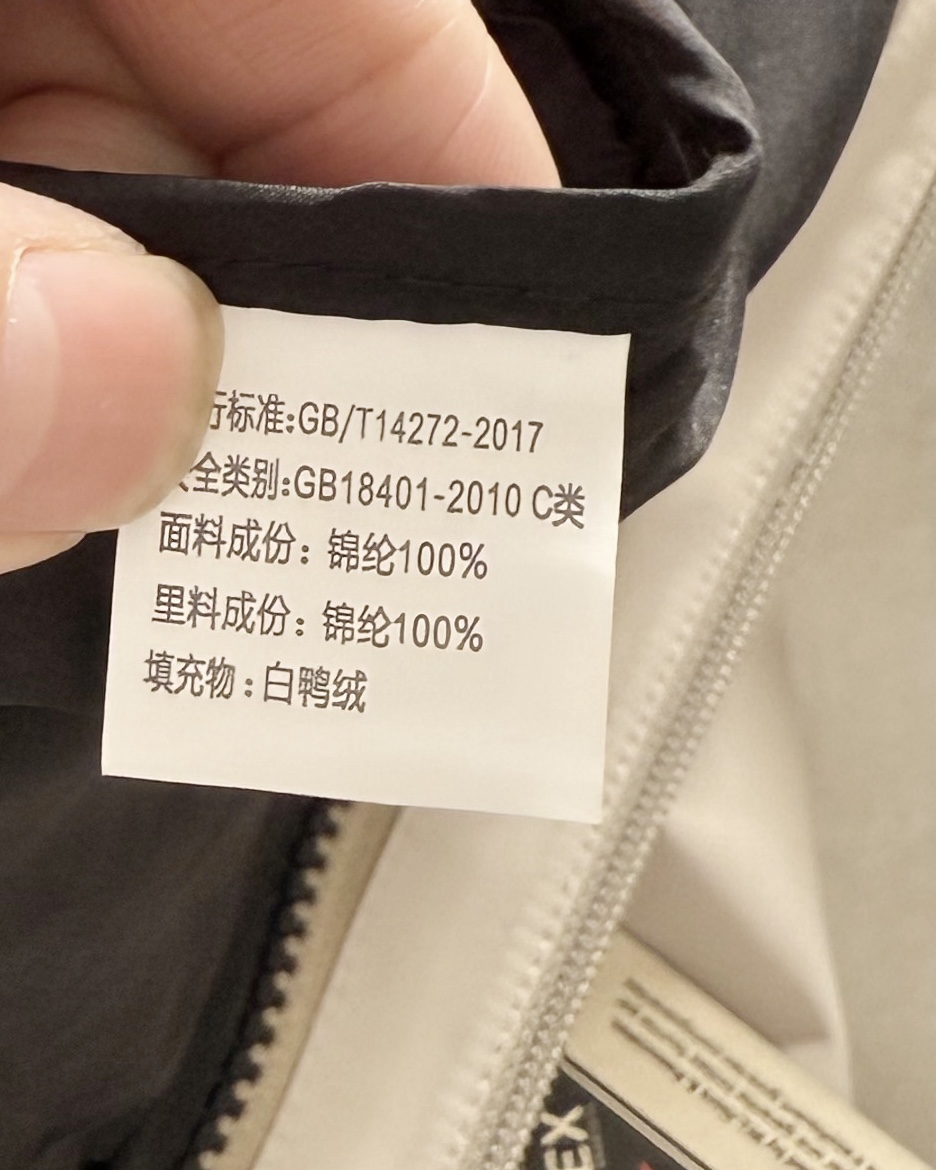 行标准:GB/T14272-2017
全类别:GB18401-2010 C类
面料成份：锦纶100%
里料成份：锦纶100%
填充物：白鸭绒
EX